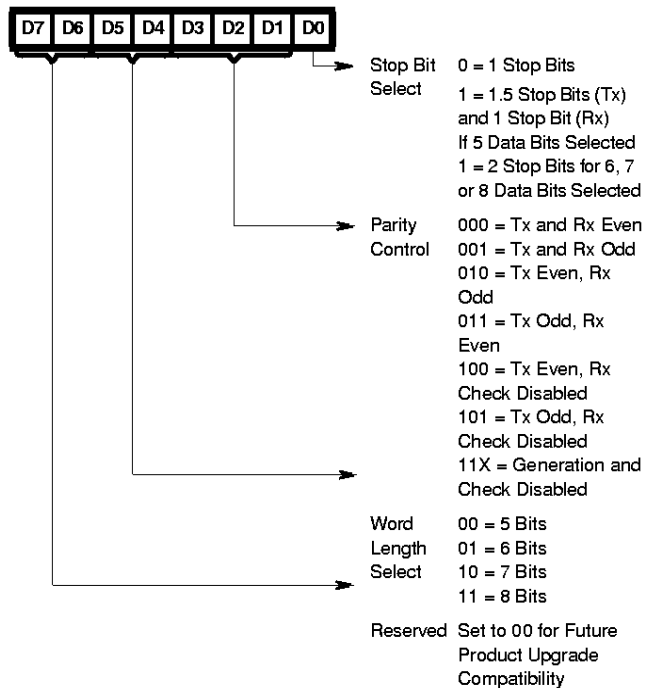 D7 D6 D5 D4 D3 D2 D1 D0
Stop Bit 0 = 1 Stop Bits
Select 1 = 1.5 Stop Bits (Tx)
and 1 Stop Bit (Rx)
If 5 Data Bits Selected
1 = 2 Stop Bits for 6, 7
or 8 Data Bits Selected
Parity 000 = Tx and Rx Even
Control 001 = Tx and Rx Odd
010 = Tx Even, Rx
Odd
011 = Tx Odd, Rx
Even
100 = Tx Even, Rx
Check Disabled
101 = Tx Odd, Rx
Check Disabled
11X = Generation and
Check Disabled
Word 00 = 5 Bits
Length 01 = 6 Bits
Select 10 = 7 Bits
11 = 8 Bits
Reserved Set to 00 for Future
Product Upgrade
Compatibility